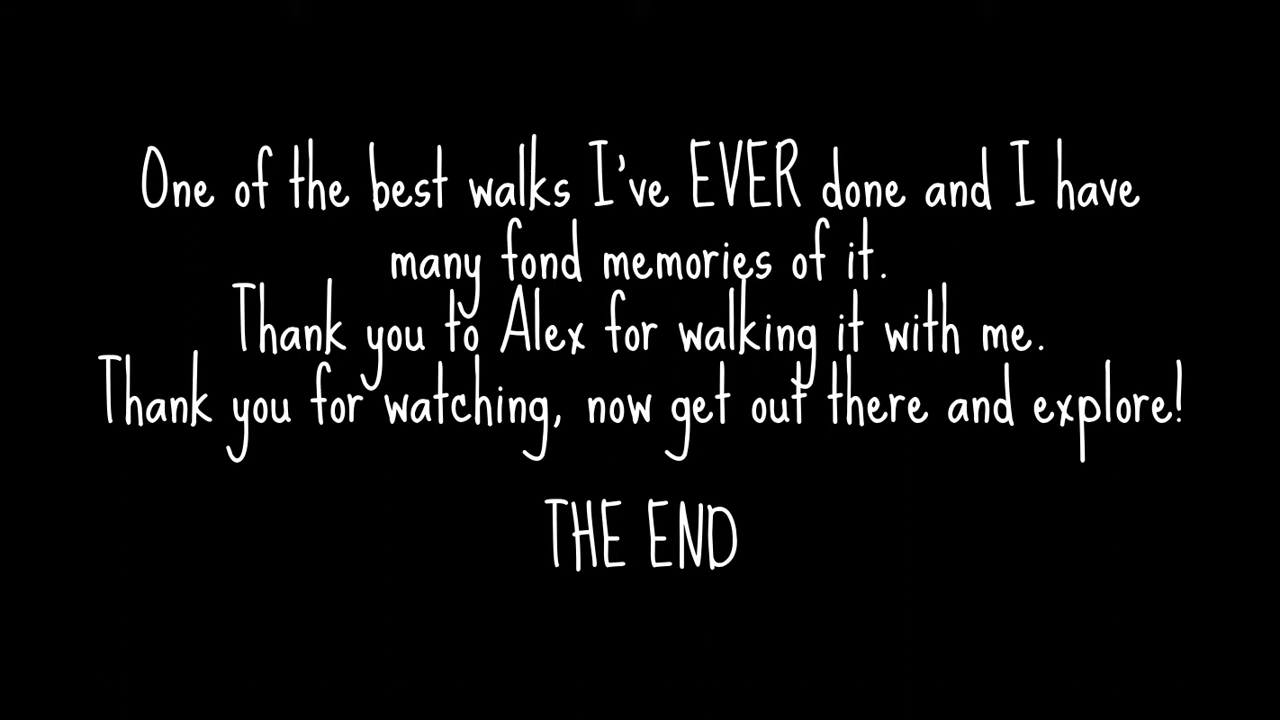 One of the best walks I've EVER done and I have
many fond memories of it.
Thank you to Alex for walking it with me.
Thank you for watching, now get out there and explore!
THE END